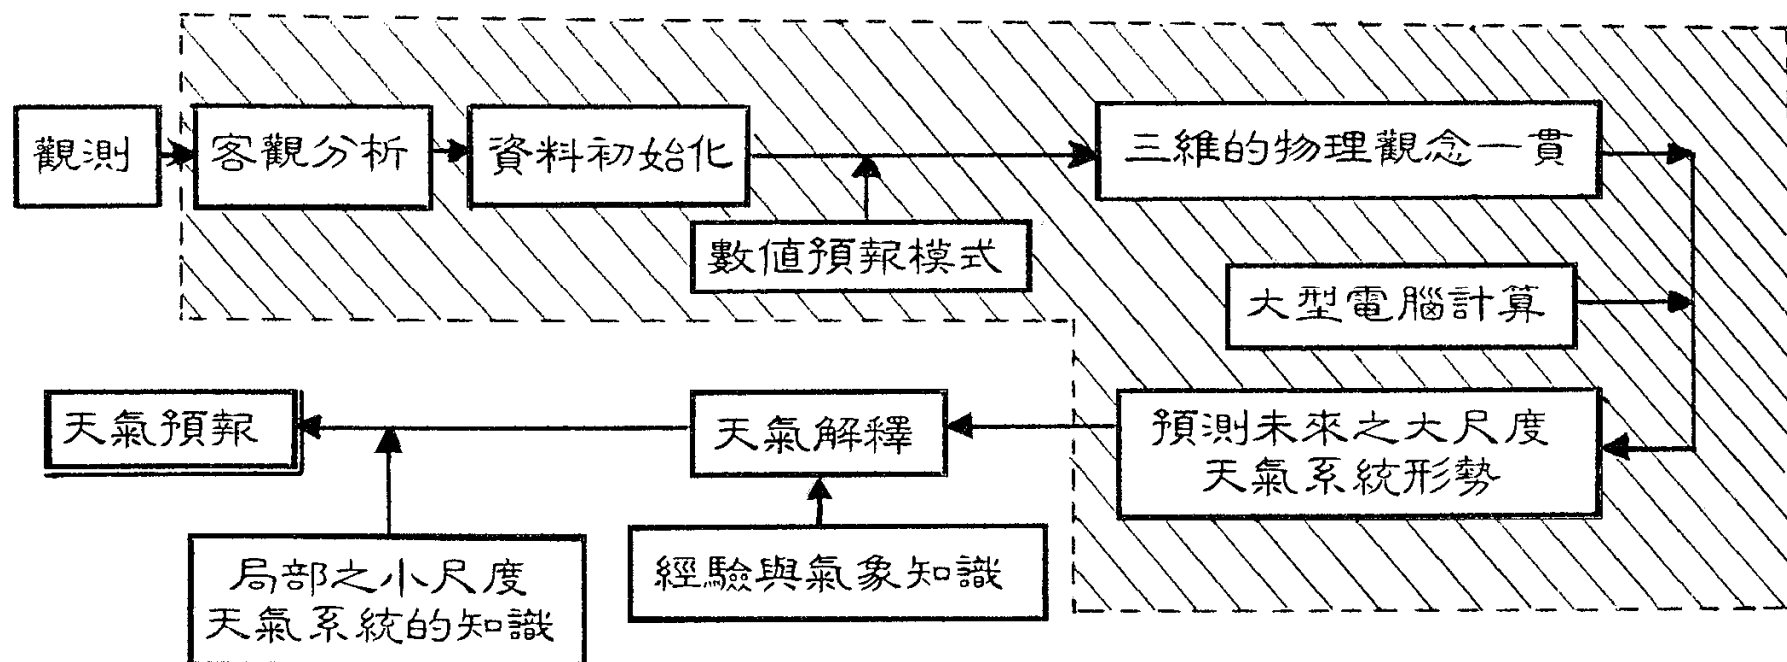 觀測
客觀分析
資料初始化
三維的物理觀念一貫
數值預報模式
大型電腦計算
預測未來之大尺度
天氣系統形勢
天氣解釋
天氣預報
經驗與氣象知識
局部之小尺度
天氣系統的知識